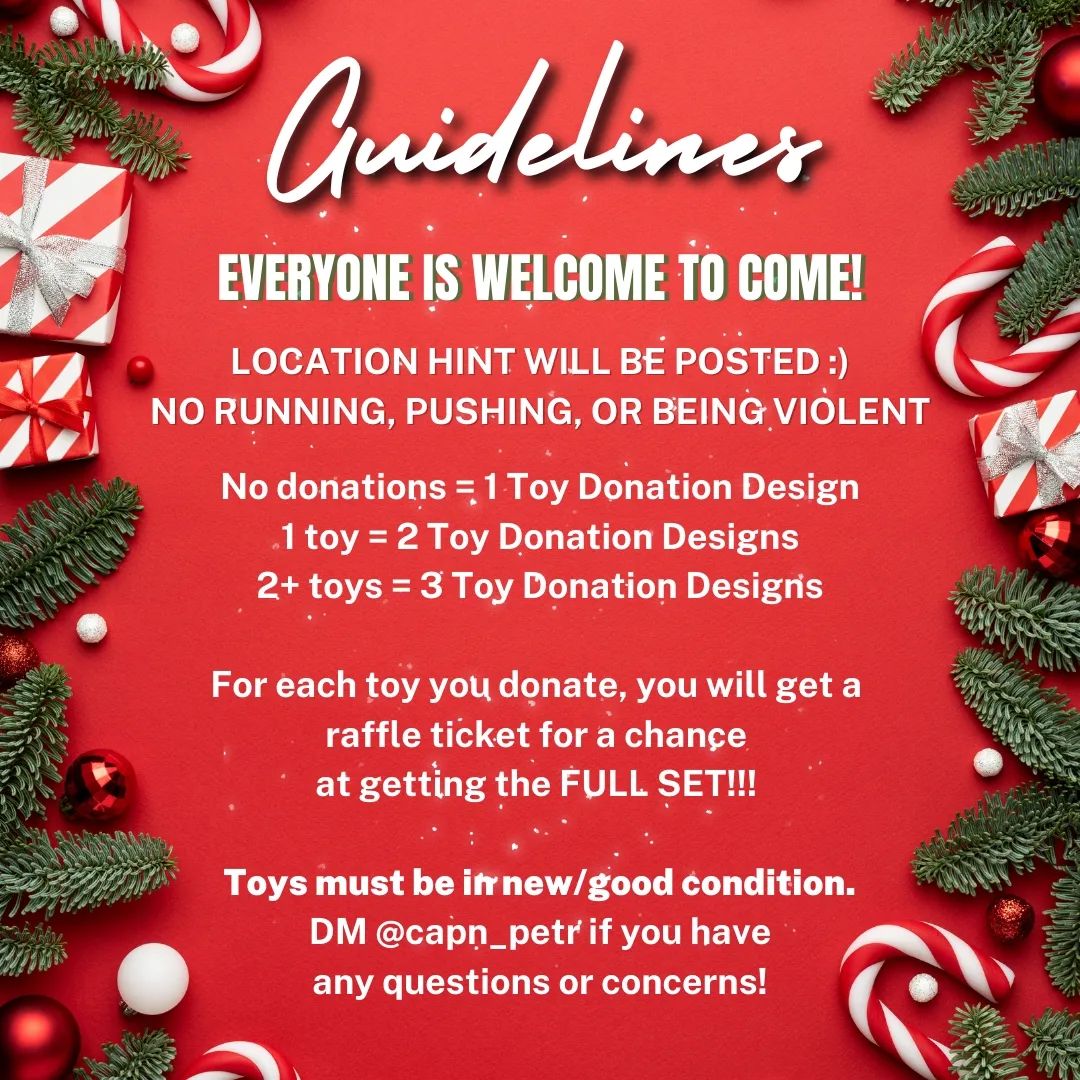 Guidelines
EVERYONE IS WELCOME TO COME!
LOCATION HINT WILL BE POSTED :)
NO RUNNING, PUSHING, OR BEING VIOLENT
No donations = 1 Toy Donation Design
1 toy = 2 Toy Donation Designs
2+ toys = 3 Toy Donation Designs
For each toy you donate, you will get a
raffle ticket for a chance
at getting the FULL SET!!!
Toys must be in new/good condition.
DM @capn_petr if you have
any questions or concerns!